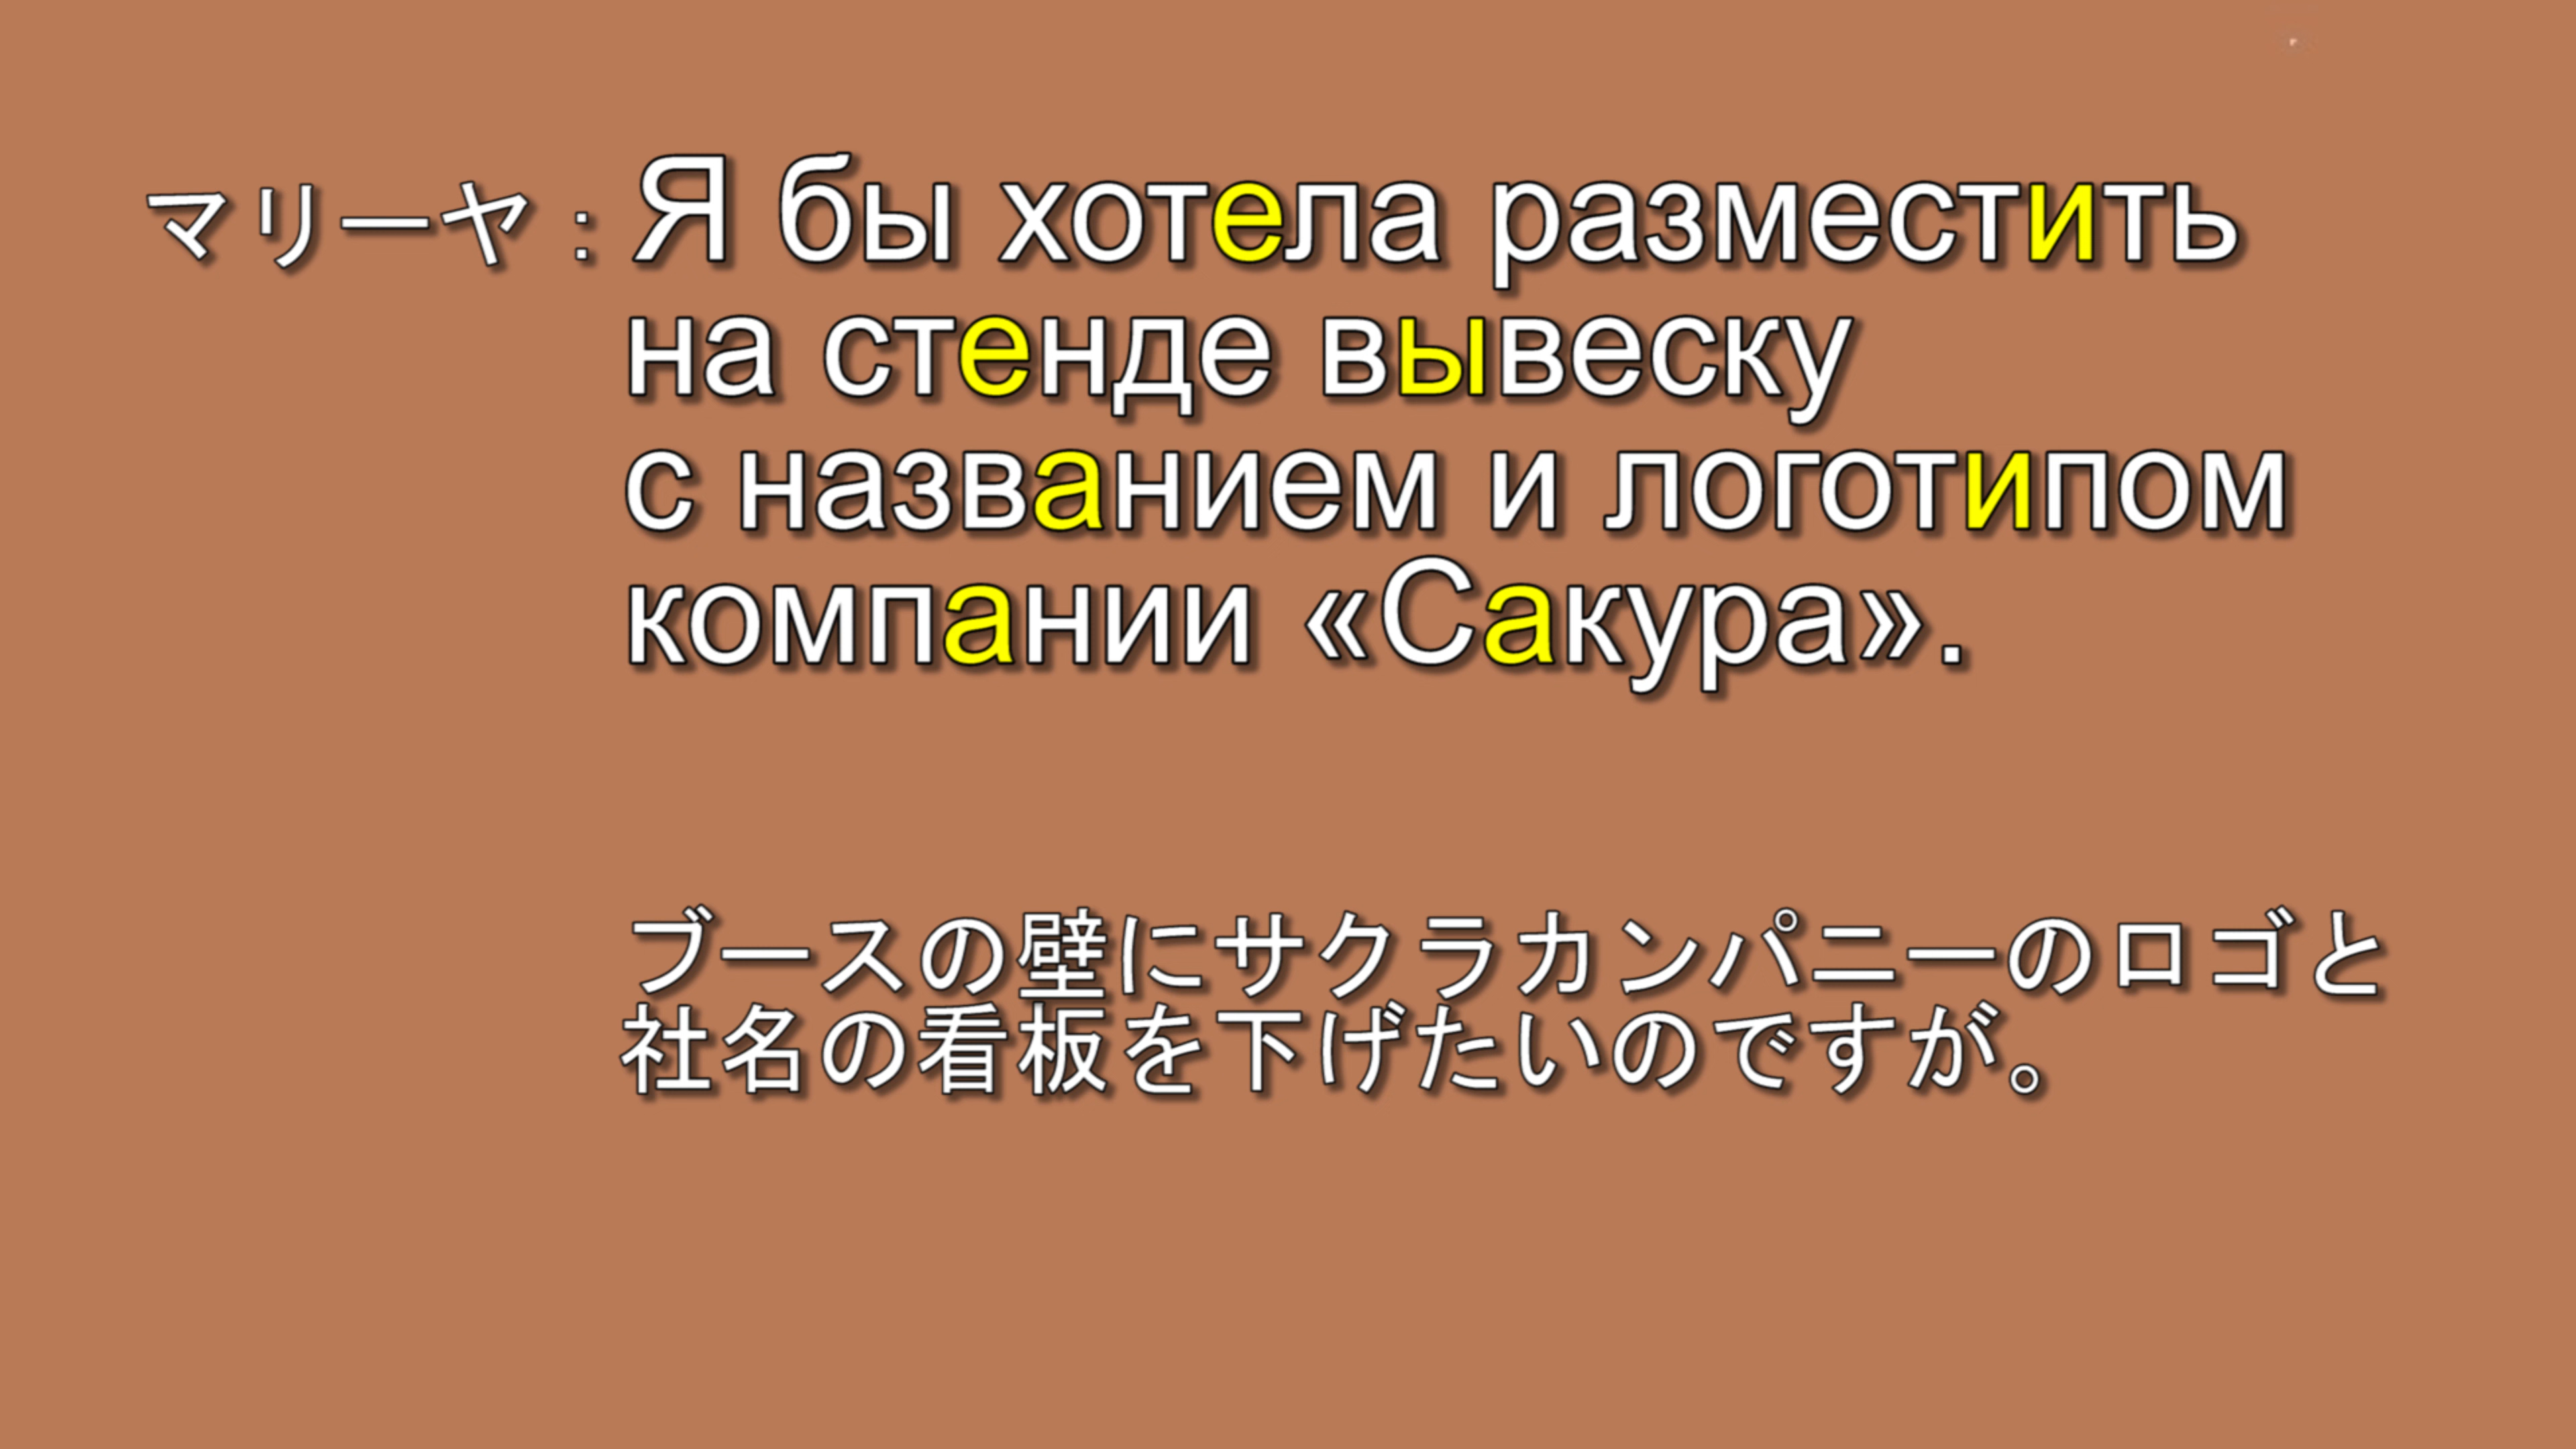 マリーヤ：Я бы хотела разместить
на стенде вывеску
с названием и логотипом
компании «Сакура».
ブースの壁にサクラカンパニーのロゴと
社名の看板を下げたいのですが。